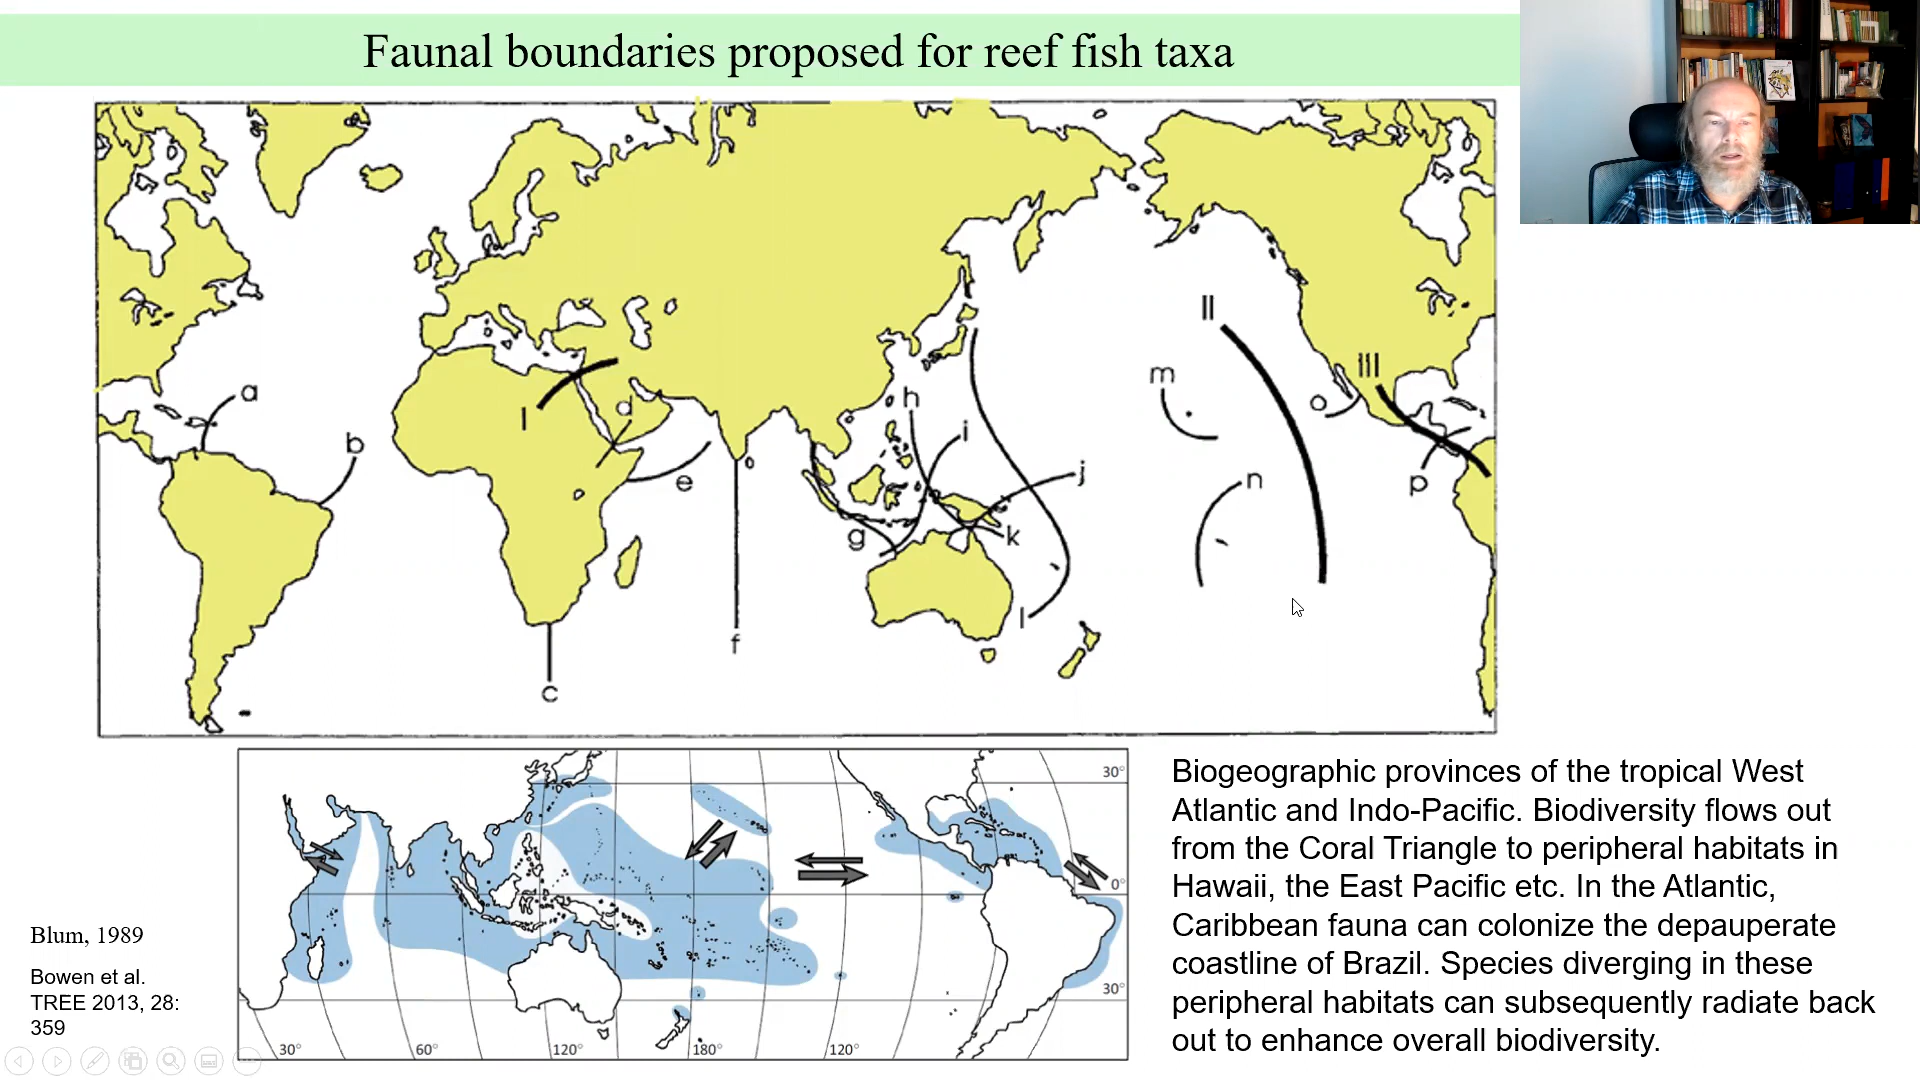 Faunal boundaries proposed for reef fish taxa
a
b
c
d
e
f
g
h
i
j
k
l
m
n
o
p
I
II
III
30°
0°
30°
30°
60°
120°
180°
120°
Blum, 1989
Bowen et al.
TREE 2013, 28:
359
Biogeographic provinces of the tropical West
Atlantic and Indo-Pacific. Biodiversity flows out
from the Coral Triangle to peripheral habitats in
Hawaii, the East Pacific etc. In the Atlantic,
Caribbean fauna can colonize the depauperate
coastline of Brazil. Species diverging in these
peripheral habitats can subsequently radiate back
out to enhance overall biodiversity.